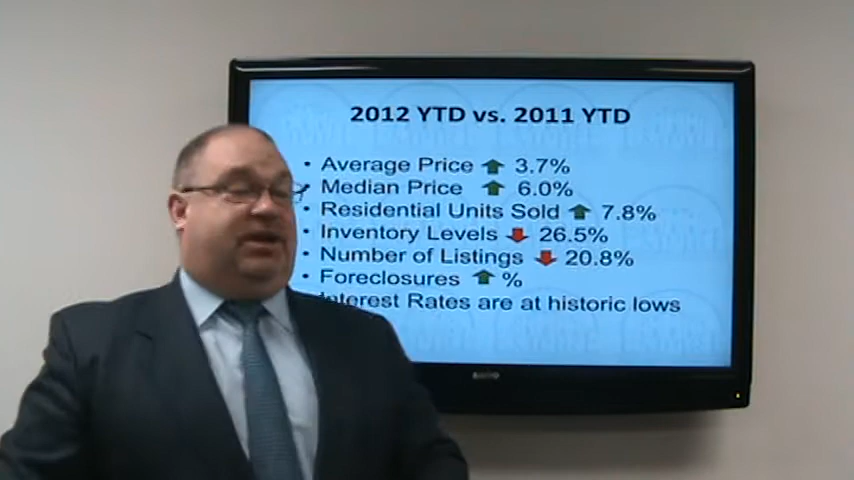 2012 YTD vs. 2011 YTD
• Average Price 3.7%
• Median Price 6.0%
• Residential Units Sold 7.8%
• Inventory Levels 26.5%
• Number of Listings 20.8%
• Foreclosures %
Interest Rates are at historic lows
SANYO